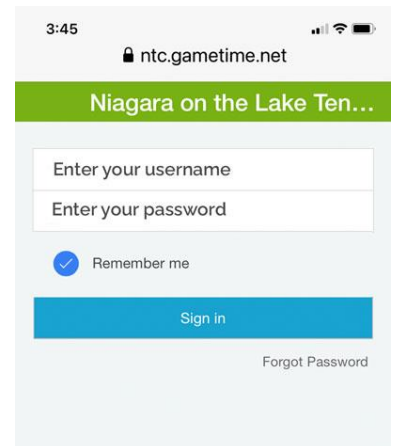 3:45
ntc.gametime.net
Niagara on the Lake Ten...
Enter your username
Enter your password
Remember me
Sign in
Forgot Password